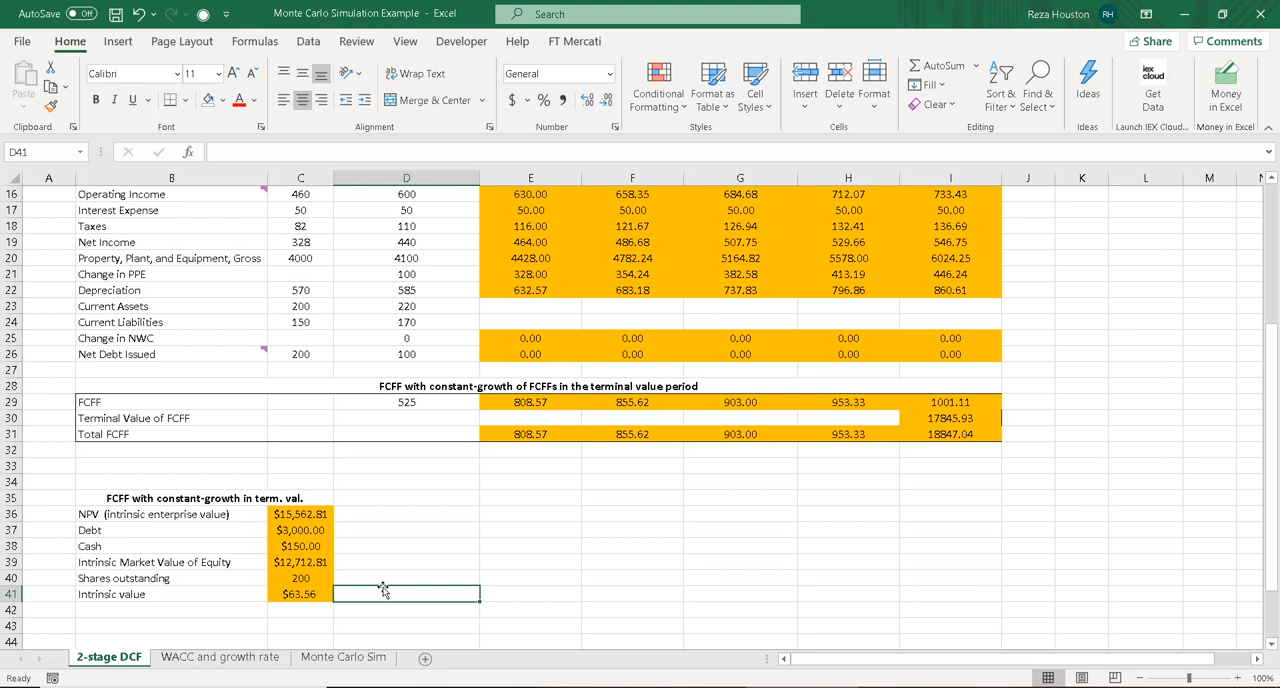 AutoSave Off Monte Carlo Simulation Example - Excel Search Reza Houston RH
File Home Insert Page Layout Formulas Data Review View Developer Help FT Mercati Share Comments
Paste Calibri 11 A A Wrap Text General Conditional Formatting Format as Table Cell Styles Insert Delete Format AutoSum Fill Clear Sort & Filter Find & Select Ideas iex cloud Get Data Money in Excel
B I U A Merge & Center $ % ,
Clipboard Font Alignment Number Styles Cells Editing Ideas Launch IEX Cloud... Money in Excel
D41 fx
A B C D E F G H I J K L M
16 Operating Income 460 600 630.00 658.35 684.68 712.07 733.43
17 Interest Expense 50 50 50.00 50.00 50.00 50.00 50.00
18 Taxes 82 110 116.00 121.67 126.94 132.41 136.69
19 Net Income 328 440 464.00 486.68 507.75 529.66 546.75
20 Property, Plant, and Equipment, Gross 4000 4100 4428.00 4782.24 5164.82 5578.00 6024.25
21 Change in PPE 100 328.00 354.24 382.58 413.19 446.24
22 Depreciation 570 585 632.57 683.18 737.83 796.86 860.61
23 Current Assets 200 220
24 Current Liabilities 150 170
25 Change in NWC 0 0.00 0.00 0.00 0.00 0.00
26 Net Debt Issued 200 100 0.00 0.00 0.00 0.00 0.00
27
28 FCFF with constant-growth of FCFFs in the terminal value period
29 FCFF 525 808.57 855.62 903.00 953.33 1001.11
30 Terminal Value of FCFF 17845.93
31 Total FCFF 808.57 855.62 903.00 953.33 18847.04
32
33
34
35 FCFF with constant-growth in term. val.
36 NPV (intrinsic enterprise value) $15,562.81
37 Debt $3,000.00
38 Cash $150.00
39 Intrinsic Market Value of Equity $12,712.81
40 Shares outstanding 200
41 Intrinsic value $63.56
42
43
44
2-stage DCF WACC and growth rate Monte Carlo Sim
Ready 100%